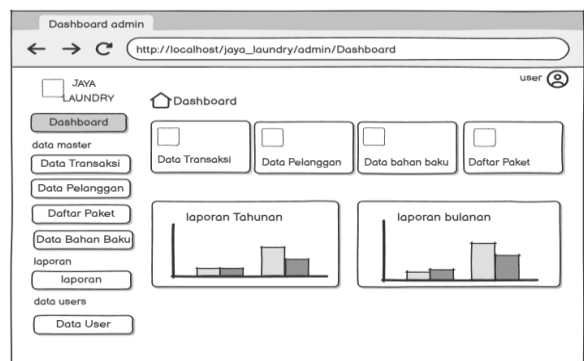 Dashboard admin
http://localhost/jaya_laundry/admin/Dashboard
user
JAYA
LAUNDRY
Dashboard
Dashboard
data master
Data Transaksi
Data Pelanggan
Daftar Paket
Data Bahan Baku
laporan
laporan
data users
Data User
Data Transaksi
Data Pelanggan
Data bahan baku
Daftar Paket
laporan Tahunan
laporan bulanan